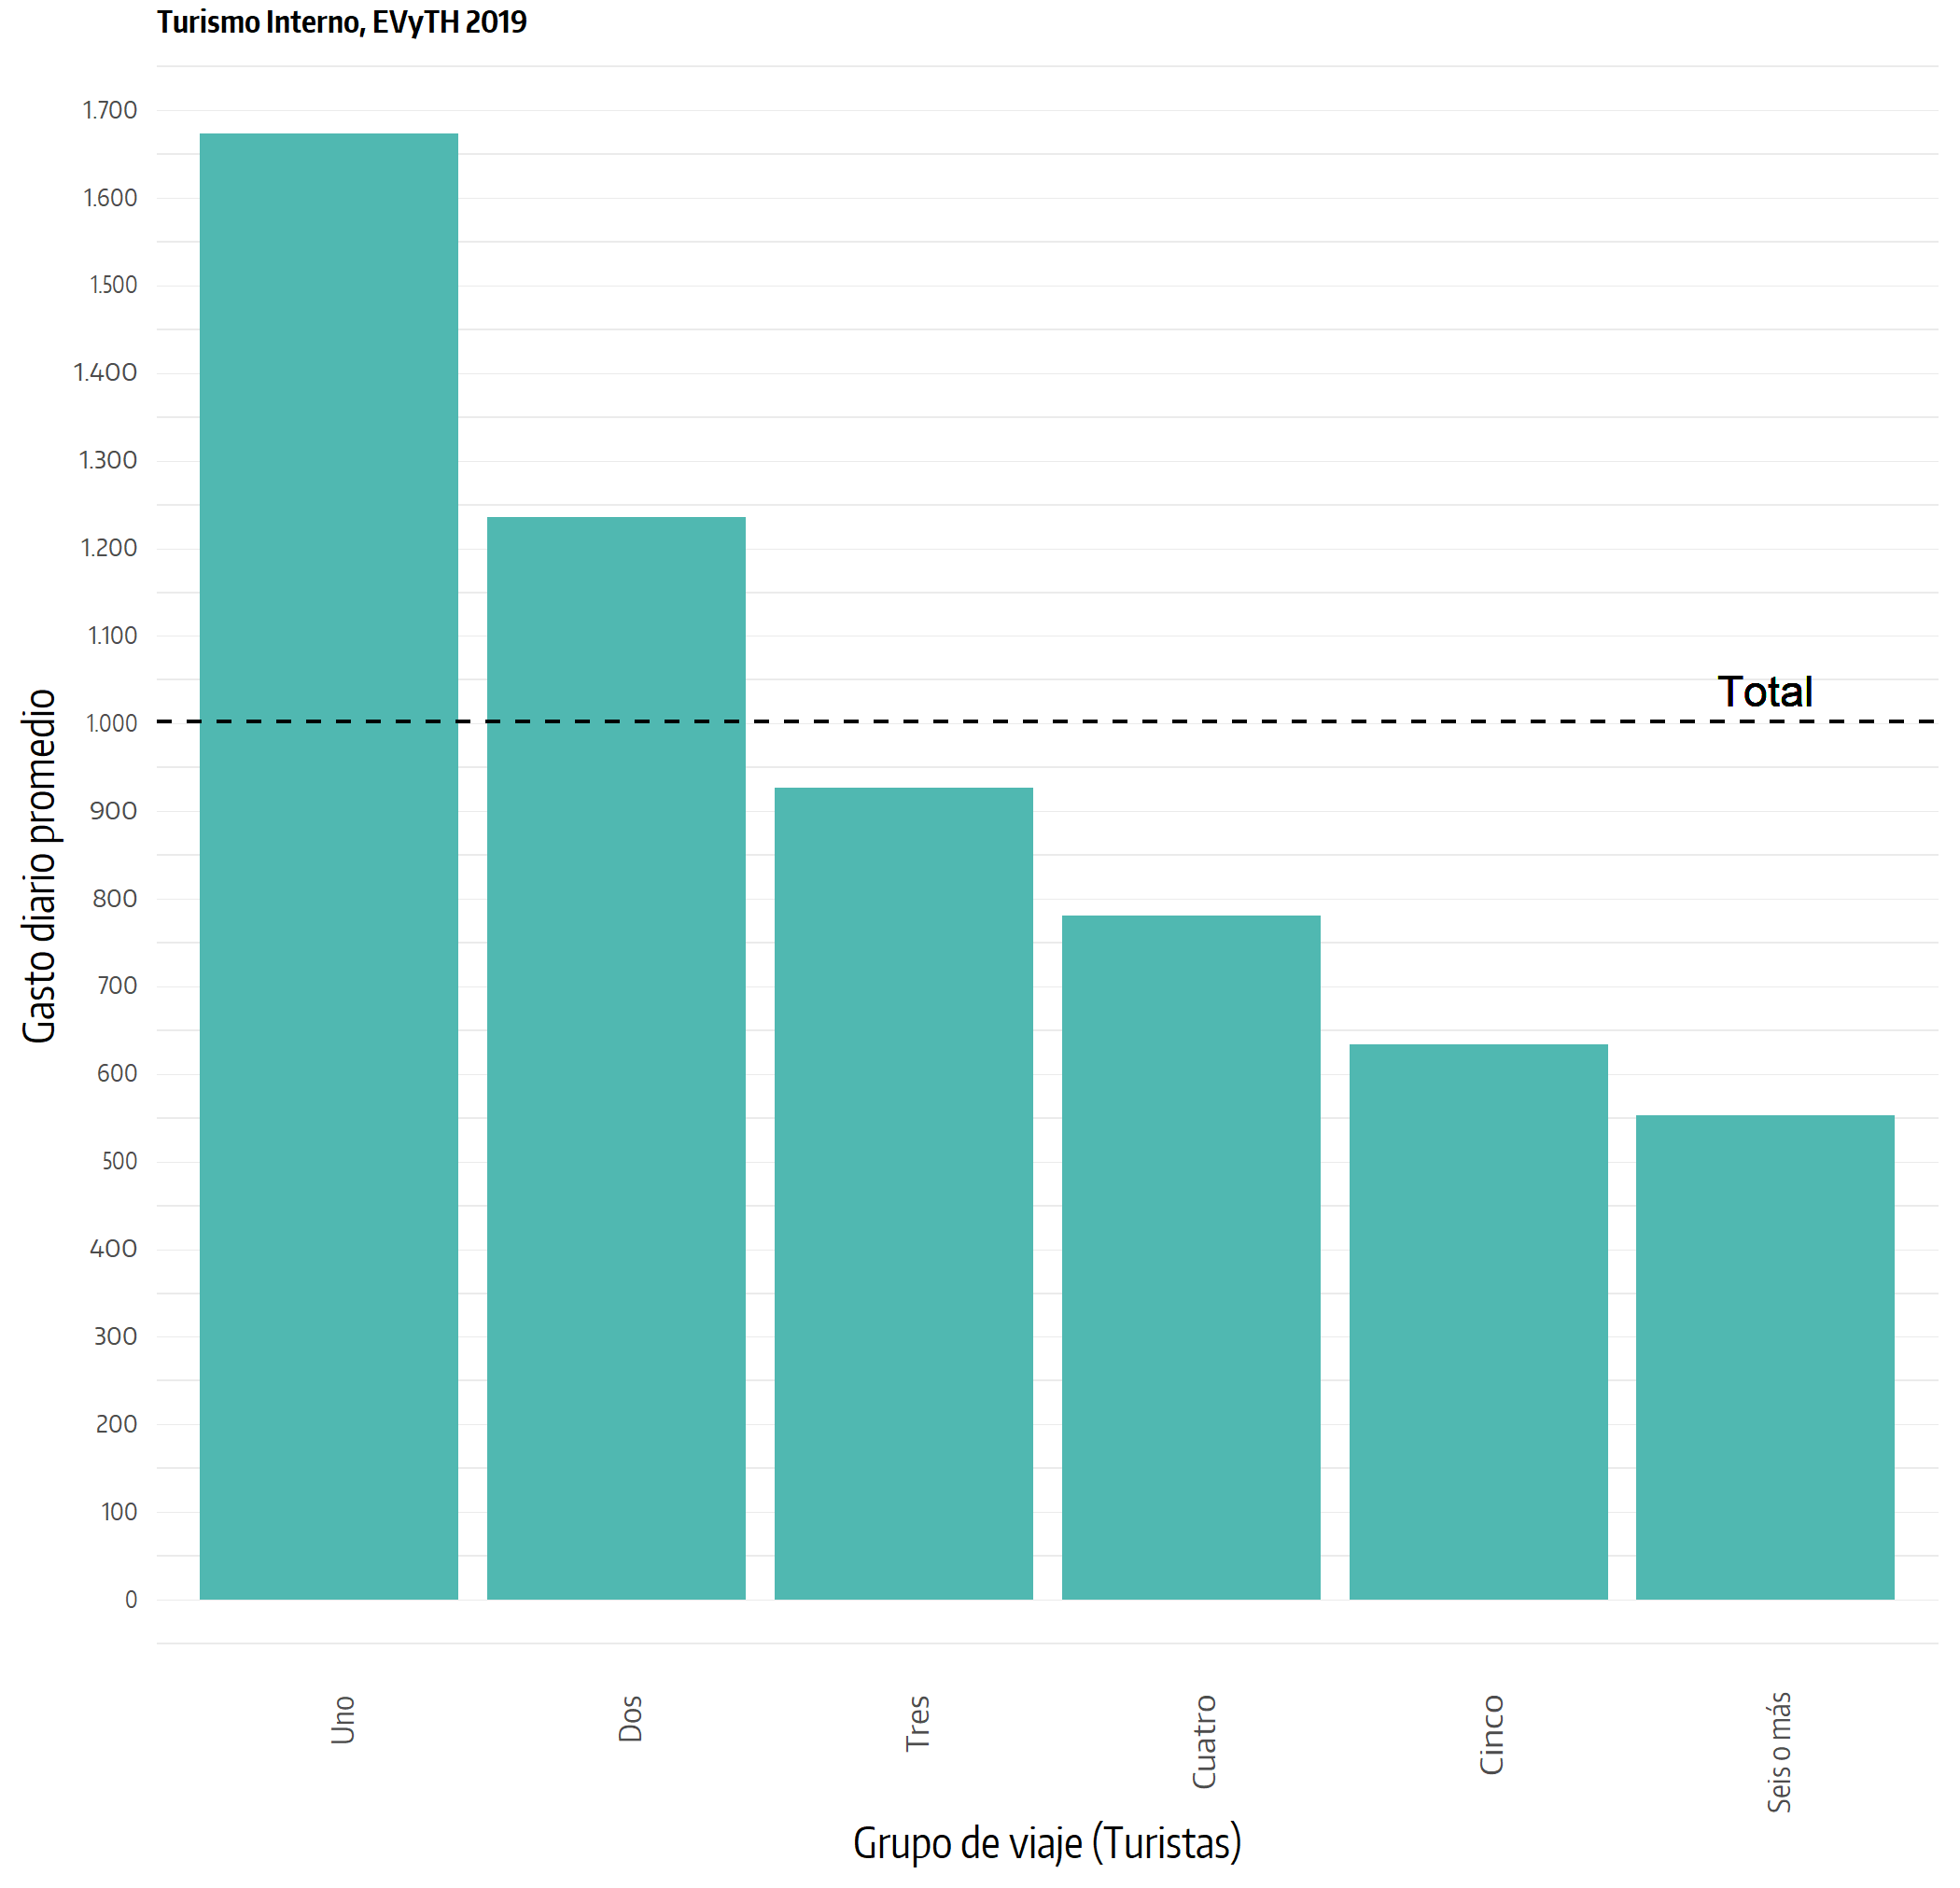 Turismo Interno, EVyTH 2019
1.700
1.600
1.500
1.400
1.300
1.200
1.100
1.000
900
800
700
600
500
400
300
200
100
0
Gasto diario promedio
Total
Uno
Dos
Tres
Cuatro
Cinco
Seis o más
Grupo de viaje (Turistas)